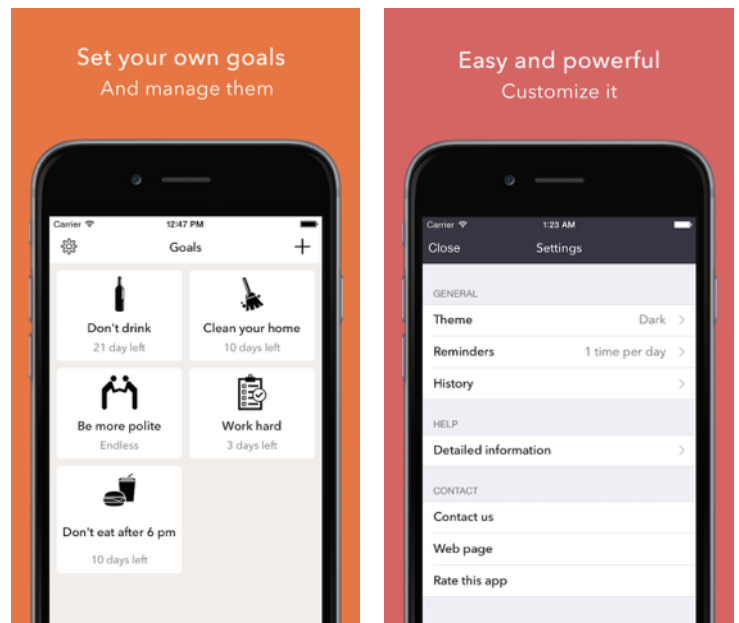 Set your own goals
And manage them
Carrier 12:47 PM
Goals
Don't drink
21 day left
Clean your home
10 days left
Be more polite
Endless
Work hard
3 days left
Don't eat after 6 pm
10 days left
Easy and powerful
Customize it
Carrier 1:23 AM
Close Settings
GENERAL
Theme Dark
Reminders 1 time per day
History
HELP
Detailed information
CONTACT
Contact us
Web page
Rate this app